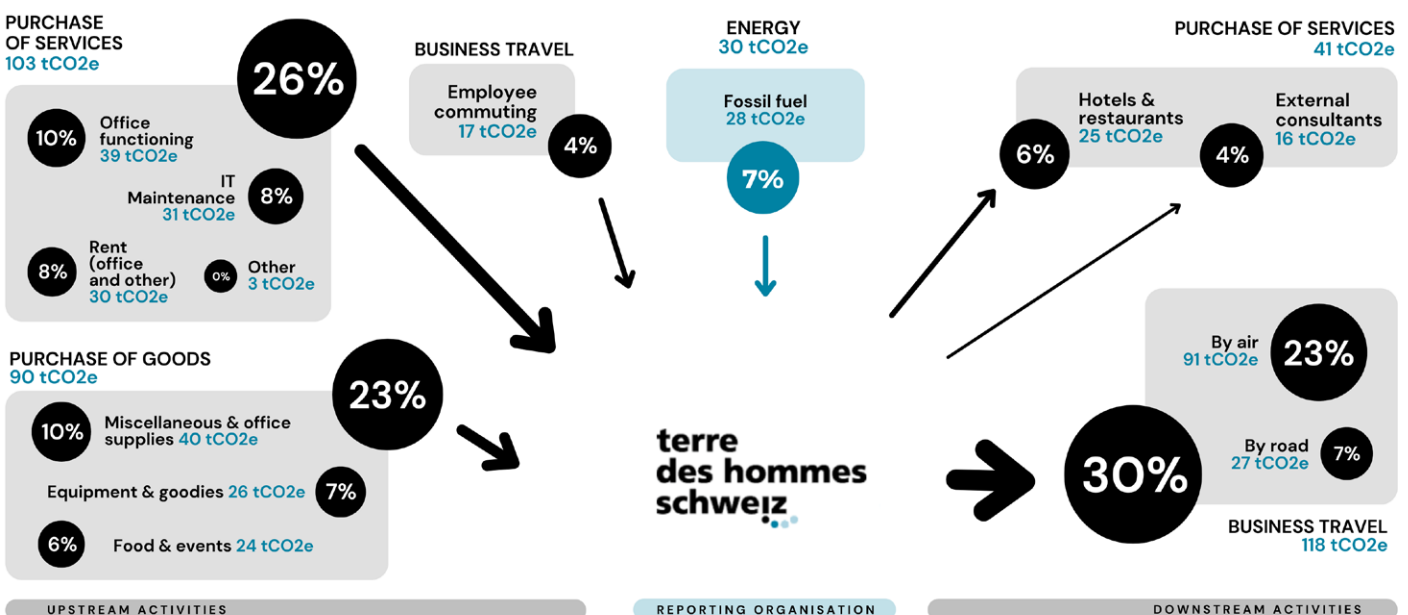 PURCHASE
OF SERVICES
103 tCO2e
26%
10%
Office
functioning
39 tCO2e
IT
Maintenance
31 tCO2e
8%
8%
Rent
(office
and other)
30 tCO2e
0%
Other
3 tCO2e
PURCHASE OF GOODS
90 tCO2e
23%
10%
Miscellaneous & office
supplies 40 tCO2e
Equipment & goodies 26 tCO2e
7%
6%
Food & events 24 tCO2e
BUSINESS TRAVEL
Employee
commuting
17 tCO2e
4%
ENERGY
30 tCO2e
Fossil fuel
28 tCO2e
7%
terre
des hommes
schweiz
PURCHASE OF SERVICES
41 tCO2e
Hotels &
restaurants
25 tCO2e
6%
External
consultants
16 tCO2e
4%
By air
91 tCO2e
23%
By road
27 tCO2e
7%
30%
BUSINESS TRAVEL
118 tCO2e
UPSTREAM ACTIVITIES
REPORTING ORGANISATION
DOWNSTREAM ACTIVITIES